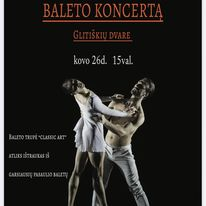 BALETO KONCERTĄ
GLITIŠKIŲ DVARE
kovo 26d. 15val.
BALETO TRUPĖ "CLASSIC ART"
ATLIKS IŠTRAUKAS IŠ
GARSIAUSIŲ PASAULIO BALETŲ